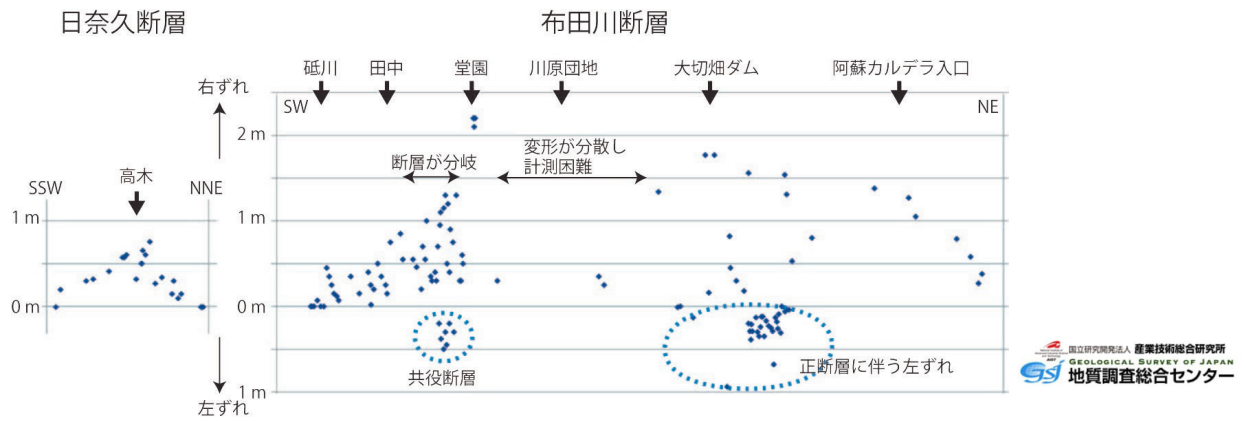 日奈久断層
布田川断層
砥川
田中
堂園
川原団地
大切畑ダム
阿蘇カルデラ入口
右ずれ
SW
NE
2 m
断層が分岐
変形が分散し
計測困難
SSW
高木
NNE
1 m
1 m
0 m
0 m
共役断層
正断層に伴う左ずれ
1 m
左ずれ
国立研究開発法人 産業技術総合研究所
GEOLOGICAL SURVEY OF JAPAN
地質調査総合センター
GSJ